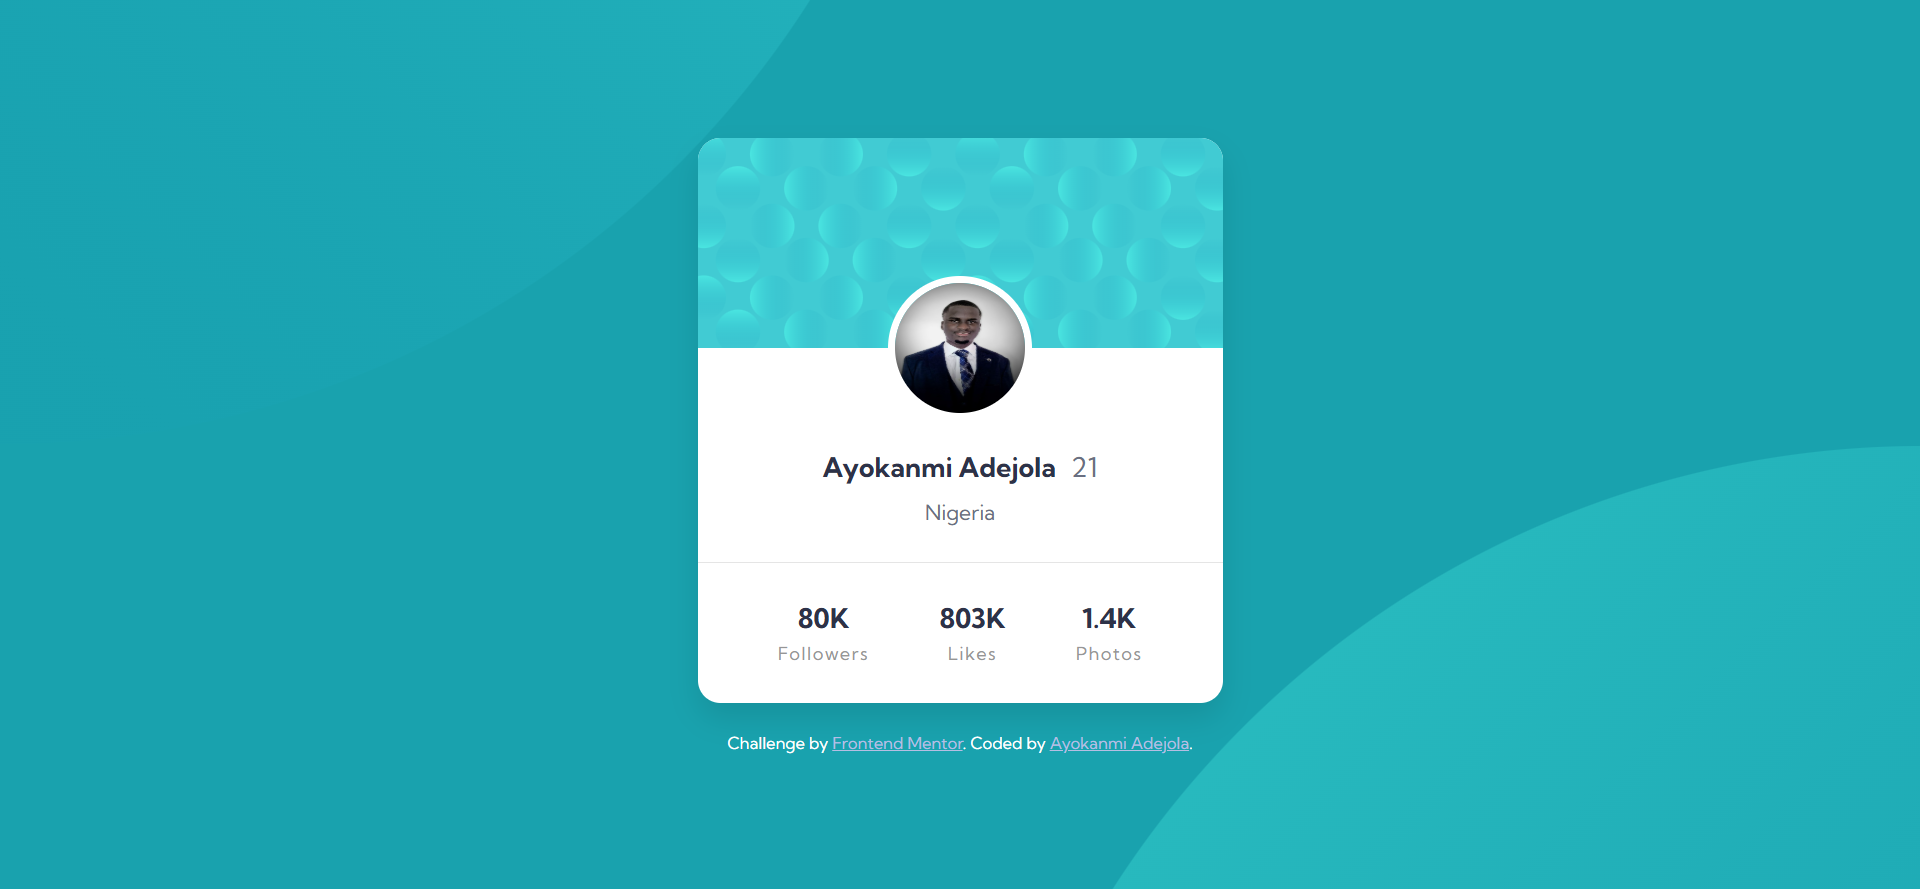 Ayokanmi Adejola 21
Nigeria
80K 803K 1.4K
Followers Likes Photos
Challenge by Frontend Mentor. Coded by Ayokanmi Adejola.